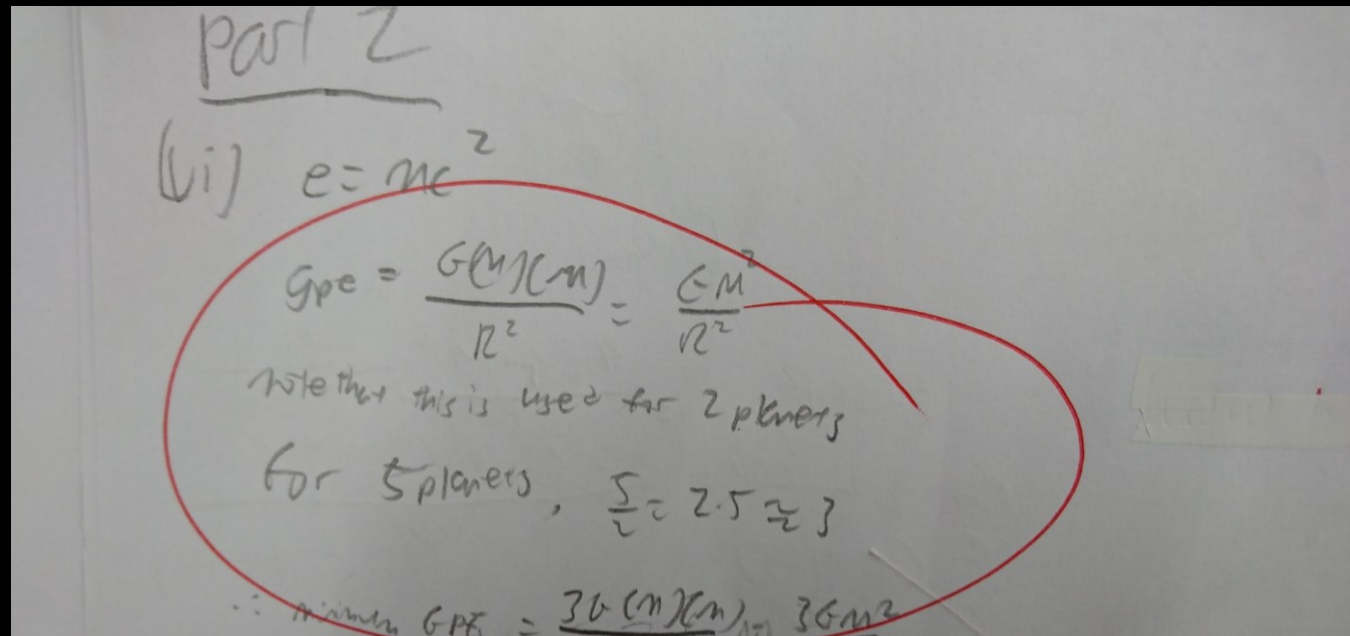 Part 2
(vi) e = mc²
Gpe = G(M)(m) / R² = GM² / R²
note that this is used for 2 planets
for 5 planets, 5/2 = 2.5 ≈ 3
∴ GPE = 3G(m)(m) = 3Gm²